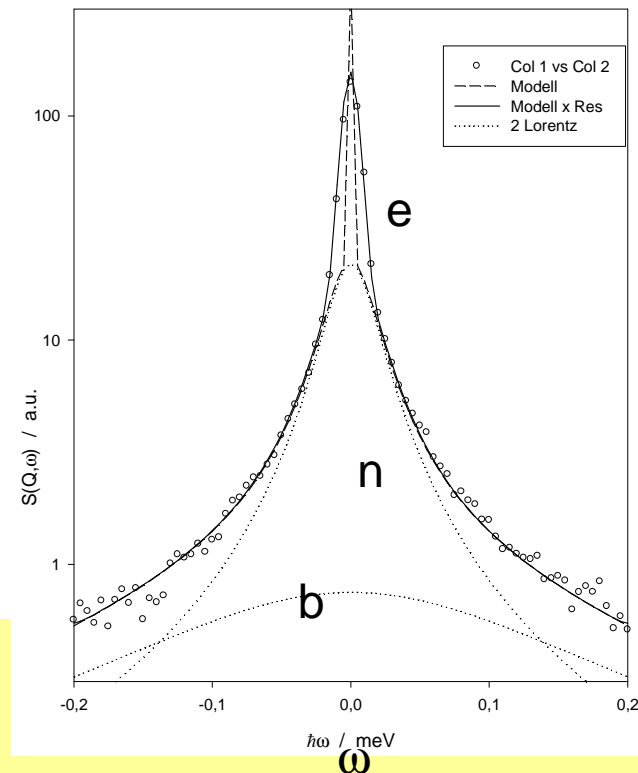 100
10
1
S(Q,ω) / a.u.
Col 1 vs Col 2
Modell
Modell x Res
2 Lorentz
e
n
b
-0,2
-0,1
0,0
0,1
0,2
ħω / meV
ω